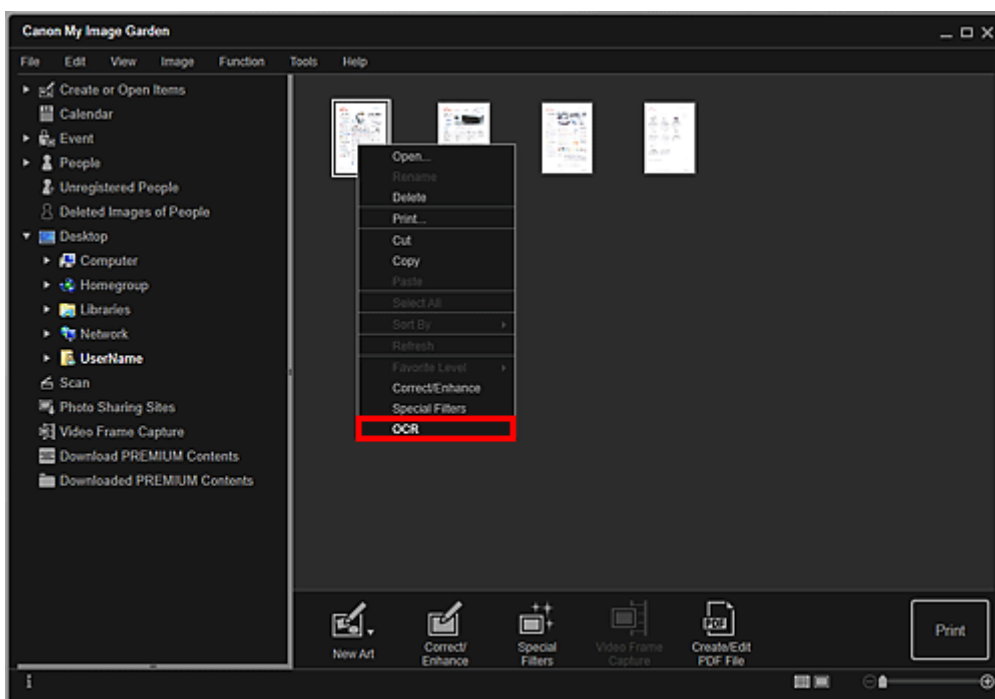 Canon My Image Garden
File Edit View Image Function Tools Help
Create or Open Items
Calendar
Event
People
Unregistered People
Deleted Images of People
Desktop
Computer
Homegroup
Libraries
Network
UserName
Scan
Photo Sharing Sites
Video Frame Capture
Download PREMIUM Contents
Downloaded PREMIUM Contents
Open...
Rename
Delete
Print...
Cut
Copy
Paste
Select All
Sort By
Refresh
Favorite Level
Correct/Enhance
Special Filters
OCR
New Art
Correct/
Enhance
Special
Filters
Video Frame
Capture
PDF
Create/Edit
PDF File
Print